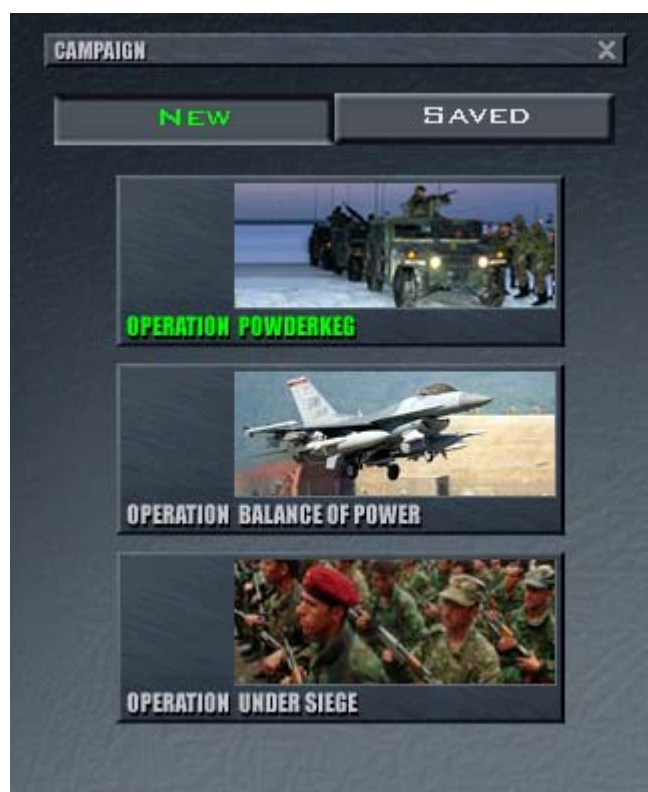 CAMPAIGN
NEW
SAVED
OPERATION POWDERKEG
OPERATION BALANCE OF POWER
OPERATION UNDER SIEGE